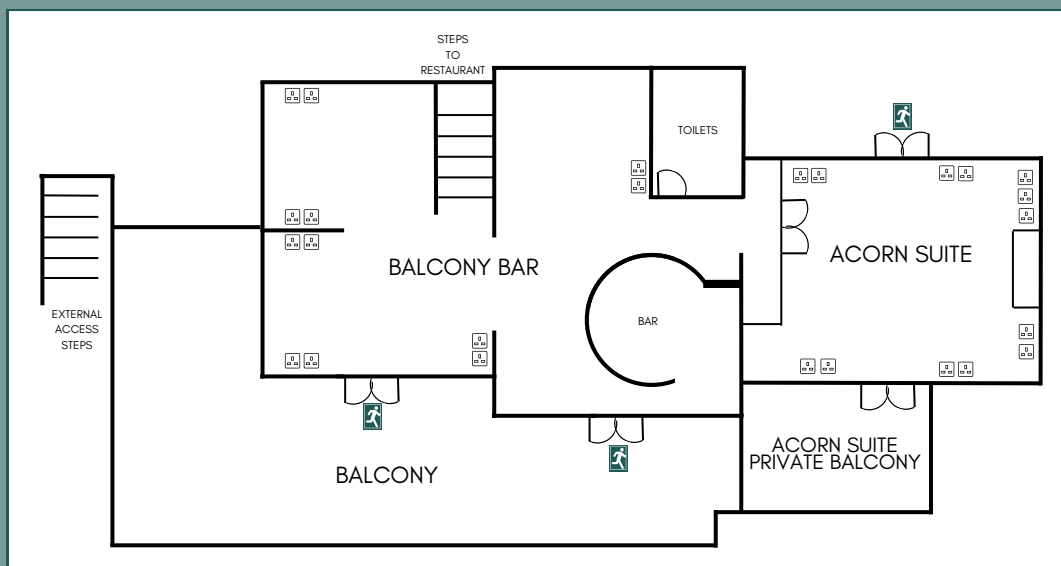 STEPS
TO
RESTAURANT
TOILETS
ACORN SUITE
BALCONY BAR
BAR
EXTERNAL
ACCESS
STEPS
ACORN SUITE
PRIVATE BALCONY
BALCONY